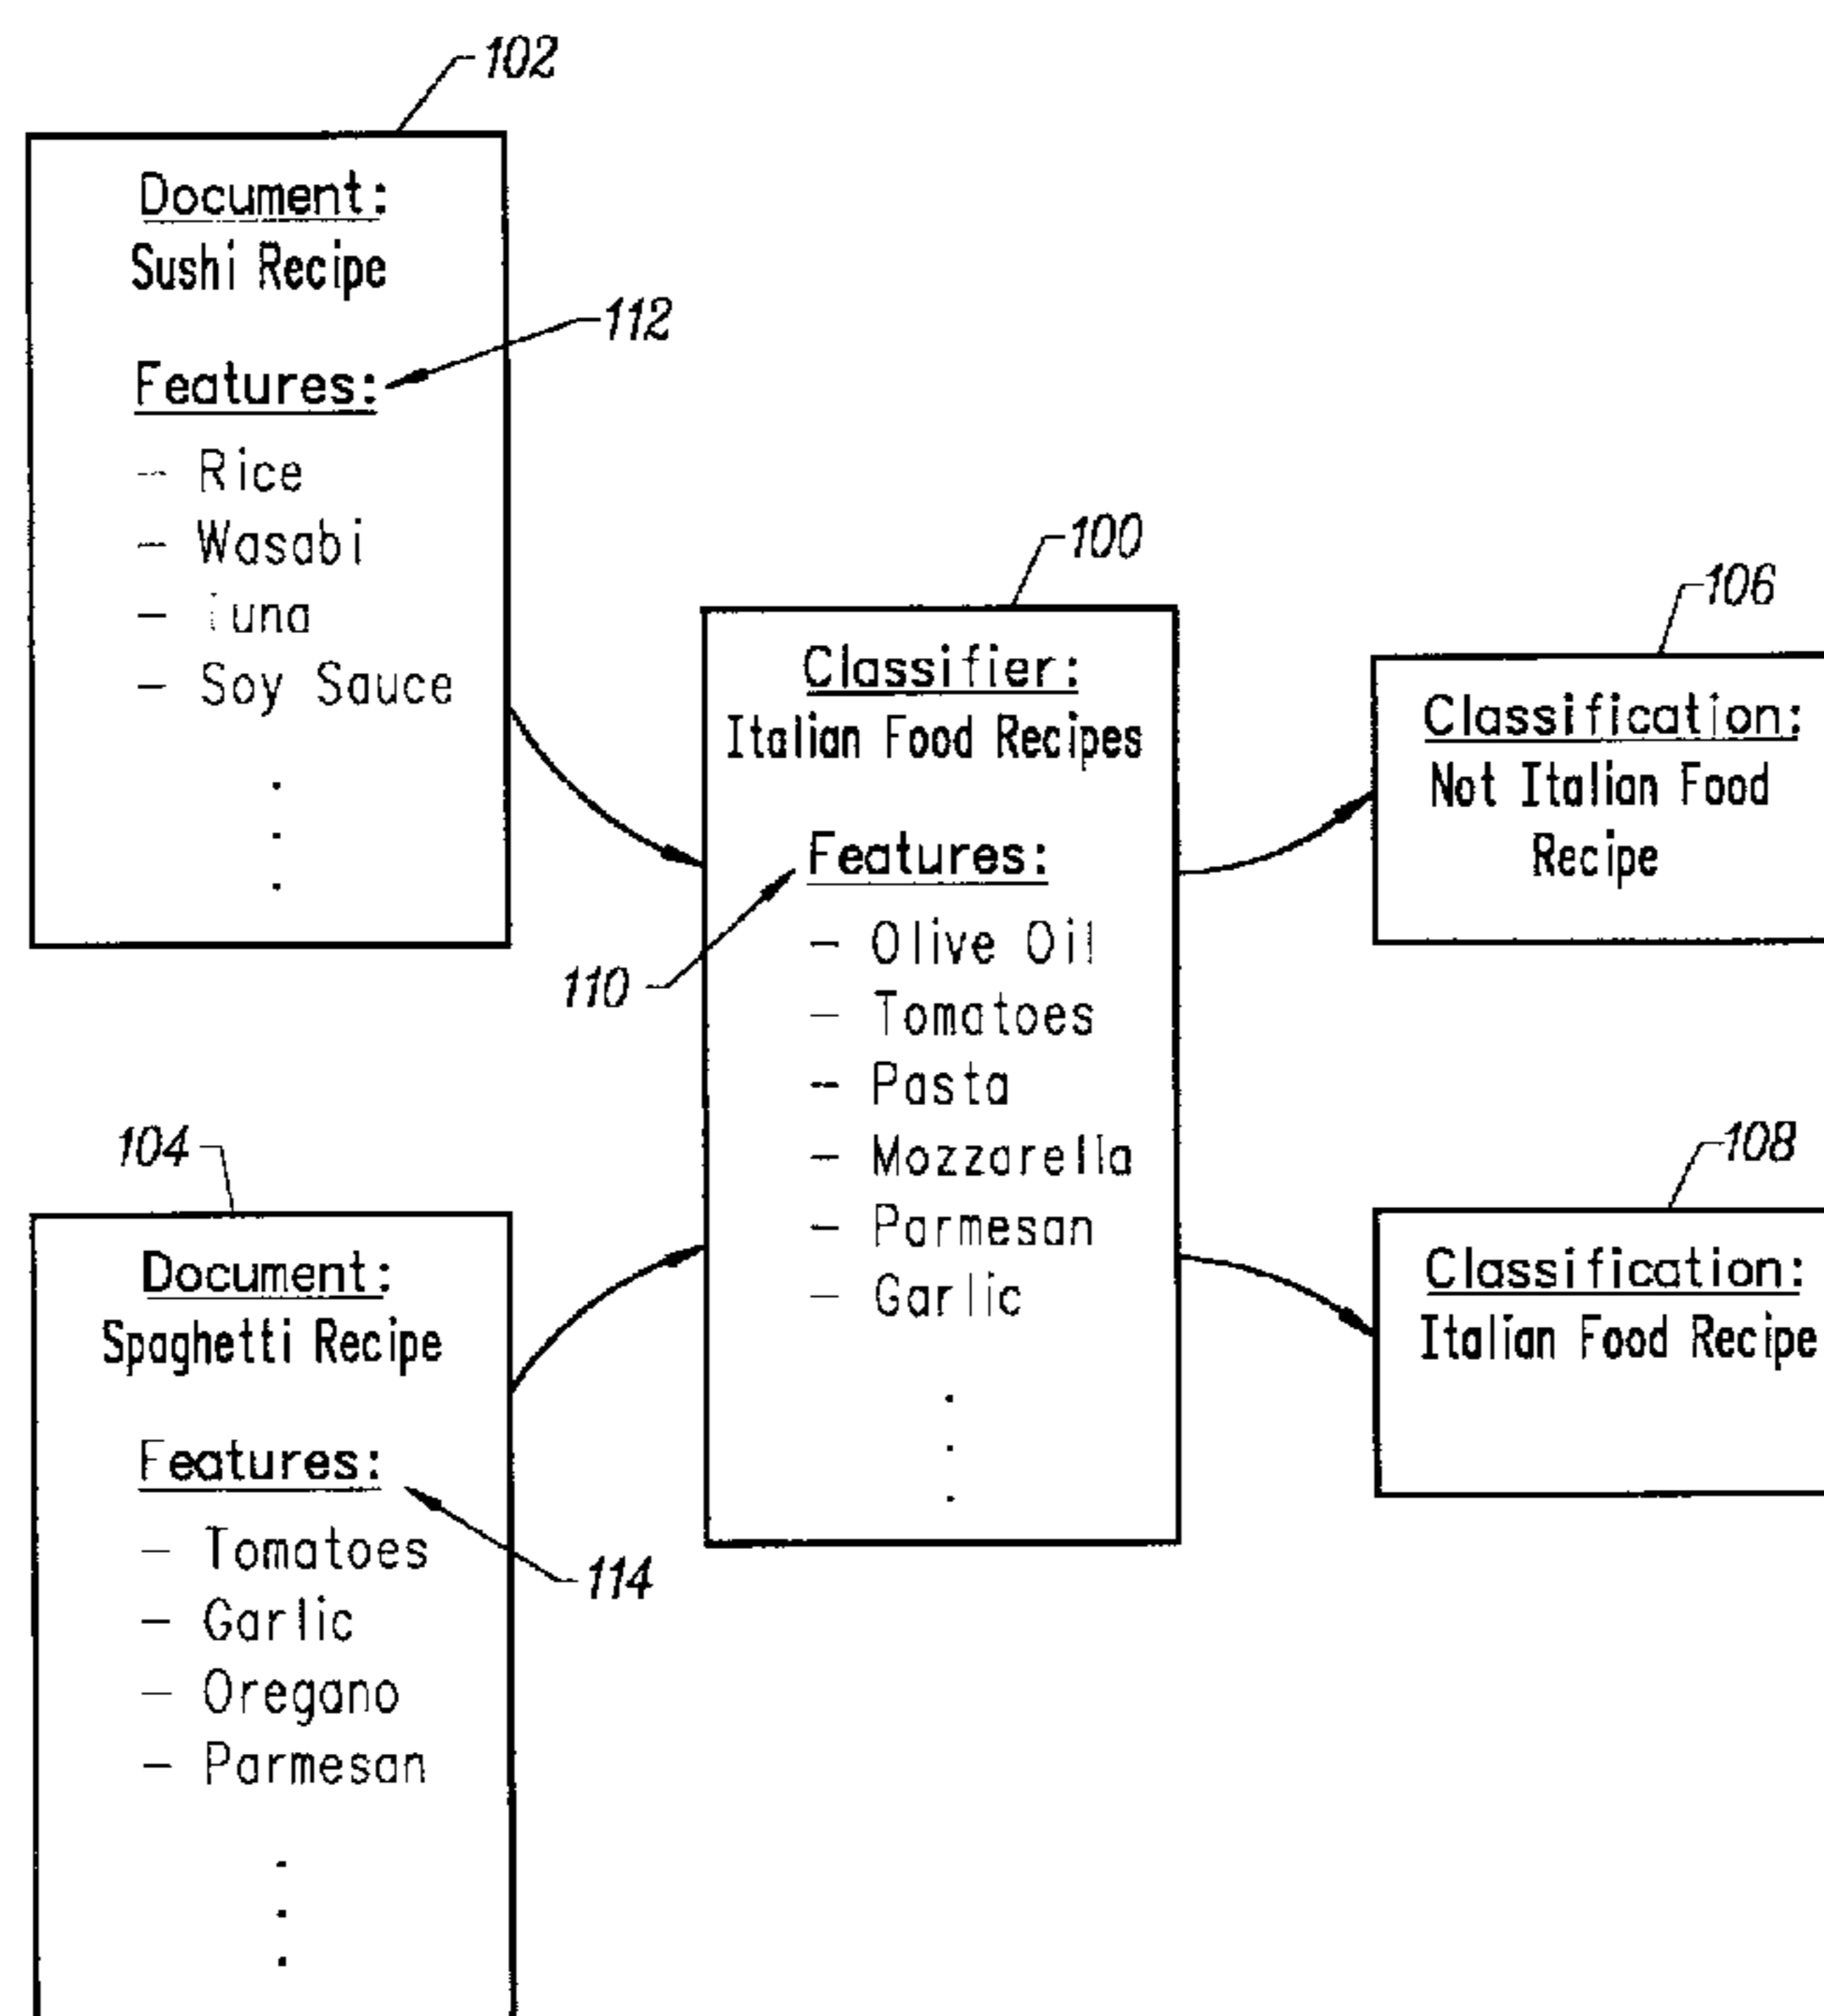 102
Document:
Sushi Recipe
112
Features:
- Rice
- Wasabi
- Tuna
- Soy Sauce
.
.
.
104
Document:
Spaghetti Recipe
Features:
114
- Tomatoes
- Garlic
- Oregano
- Parmesan
.
.
.
100
Classifier:
Italian Food Recipes
110
Features:
- Olive Oil
- Tomatoes
- Pasta
- Mozzarella
- Parmesan
- Garlic
.
.
.
106
Classification:
Not Italian Food
Recipe
108
Classification:
Italian Food Recipe